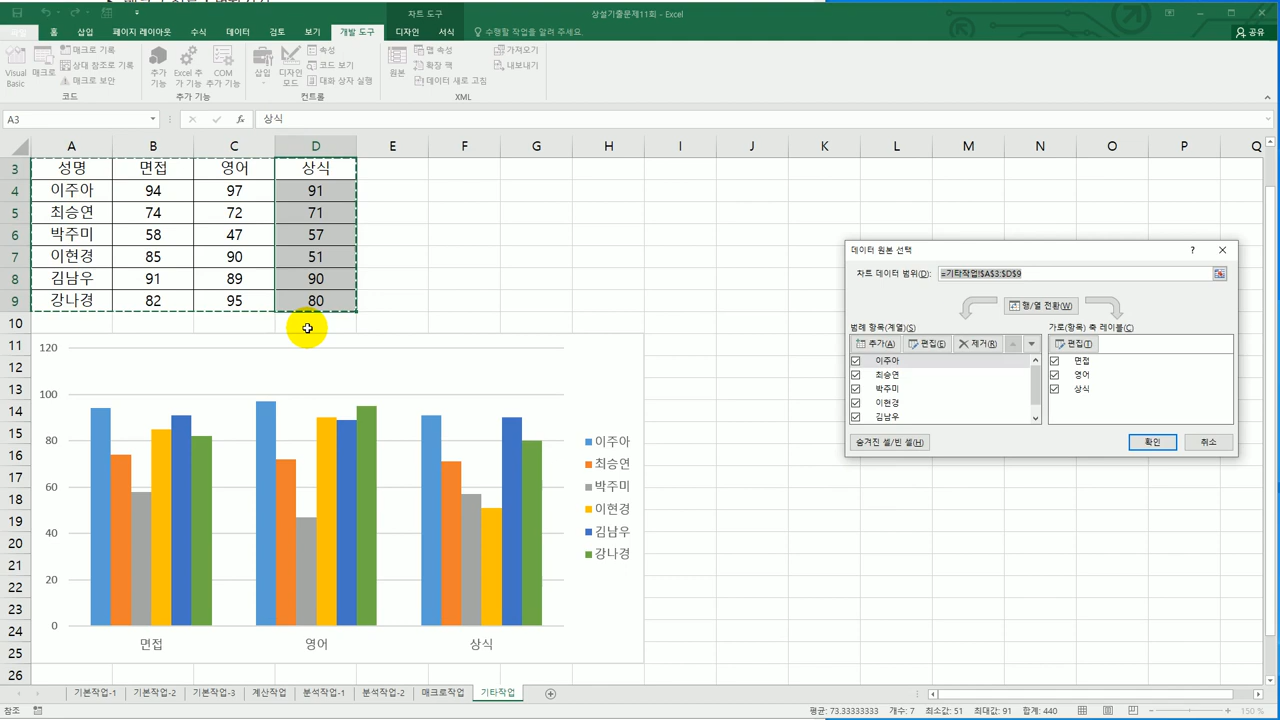 차트 도구
상설기출문제11회 - Excel
홈 삽입 페이지 레이아웃 수식 데이터 검토 보기 개발 도구 디자인 서식 수행할 작업을 알려 주세요. 공유
Visual Basic
매크로
매크로 기록
상대 참조로 기록
매크로 보안
코드
추가 기능
Excel 추가 기능
COM 추가 기능
추가 기능
삽입
디자인 모드
속성
코드 보기
대화 상자 실행
컨트롤
원본
맵 속성
확장 팩
데이터 새로 고침
가져오기
내보내기
XML
A3 fx 상식
A B C D E F G H I J K L M N O P Q
3 성명 면접 영어 상식
4 이주아 94 97 91
5 최승연 74 72 71
6 박주미 58 47 57
7 이현경 85 90 51
8 김남우 91 89 90
9 강나경 82 95 80
10
11
12
13
14
15
16
17
18
19
20
21
22
23
24
25
26
120
100
80
60
40
20
0
면접 영어 상식
이주아
최승연
박주미
이현경
김남우
강나경
데이터 원본 선택 ?
차트 데이터 범위(D): =기타작업!$A$3:$D$9
행/열 전환(W)
범례 항목(계열)(S)
추가(A) 편집(E) 제거(R)
이주아
최승연
박주미
이현경
김남우
가로(항목) 축 레이블(C)
편집(T)
면접
영어
상식
숨겨진 셀/빈 셀(H) 확인 취소
기본작업-1 기본작업-2 기본작업-3 계산작업 분석작업-1 분석작업-2 매크로작업 기타작업
참조 평균: 73.33333333 개수: 7 최소값: 51 최대값: 91 합계: 440 150 %